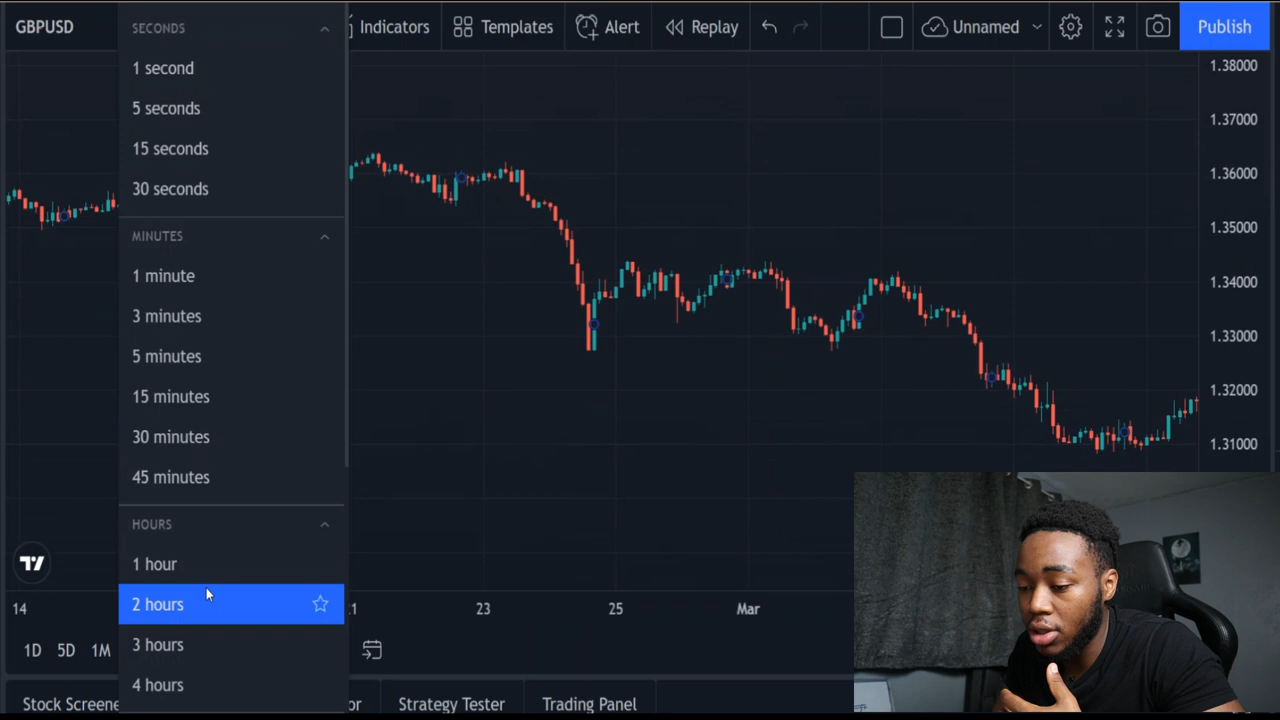 GBPUSD
Indicators
Templates
Alert
Replay
Unnamed
Publish
SECONDS
1 second
5 seconds
15 seconds
30 seconds
MINUTES
1 minute
3 minutes
5 minutes
15 minutes
30 minutes
45 minutes
HOURS
1 hour
2 hours
3 hours
4 hours
1.38000
1.37000
1.36000
1.35000
1.34000
1.33000
1.32000
1.31000
14
23
25
Mar
1D 5D 1M
Strategy Tester
Trading Panel